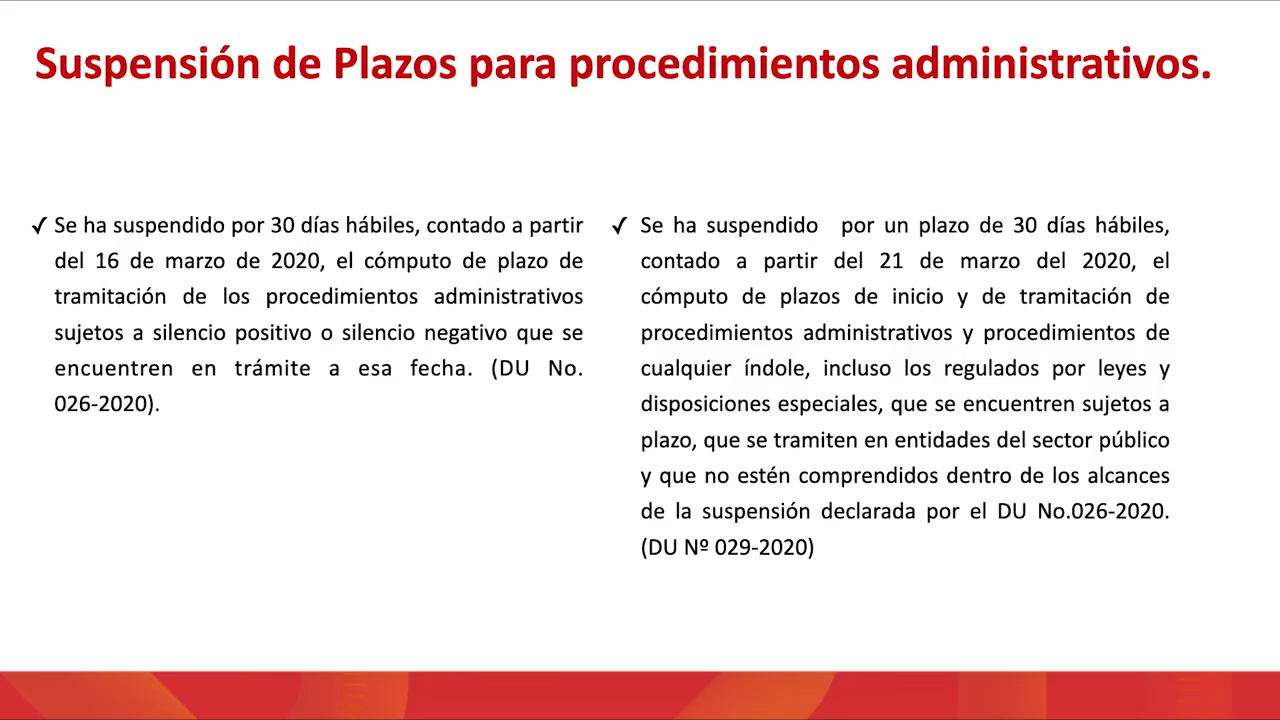 Suspensión de Plazos para procedimientos administrativos.
✓ Se ha suspendido por 30 días hábiles, contado a partir
del 16 de marzo de 2020, el cómputo de plazo de
tramitación de los procedimientos administrativos
sujetos a silencio positivo o silencio negativo que se
encuentren en trámite a esa fecha. (DU No.
026-2020).
✓ Se ha suspendido por un plazo de 30 días hábiles,
contado a partir del 21 de marzo del 2020, el
cómputo de plazos de inicio y de tramitación de
procedimientos administrativos y procedimientos de
cualquier índole, incluso los regulados por leyes y
disposiciones especiales, que se encuentren sujetos a
plazo, que se tramiten en entidades del sector público
y que no estén comprendidos dentro de los alcances
de la suspensión declarada por el DU No.026-2020.
(DU Nº 029-2020)